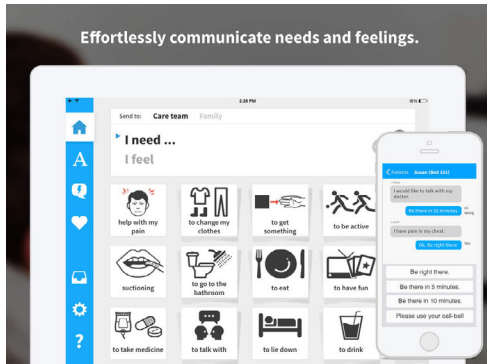 Effortlessly communicate needs and feelings.
2:26 PM
Send to: Care team Family
I need ...
I feel
help with my
pain
to change my
clothes
to get
something
to be active
suctioning
to go to the
bathroom
to eat
to have fun
to take medicine
to talk with
to lie down
to drink
A
?
Susan (Bed 101)
I would like to talk with my
doctor.
Be there in 10 minutes.
I have pain in my chest.
Ok. Be right there
Be right there.
Be there in 5 minutes.
Be there in 10 minutes.
Please use your call-bell